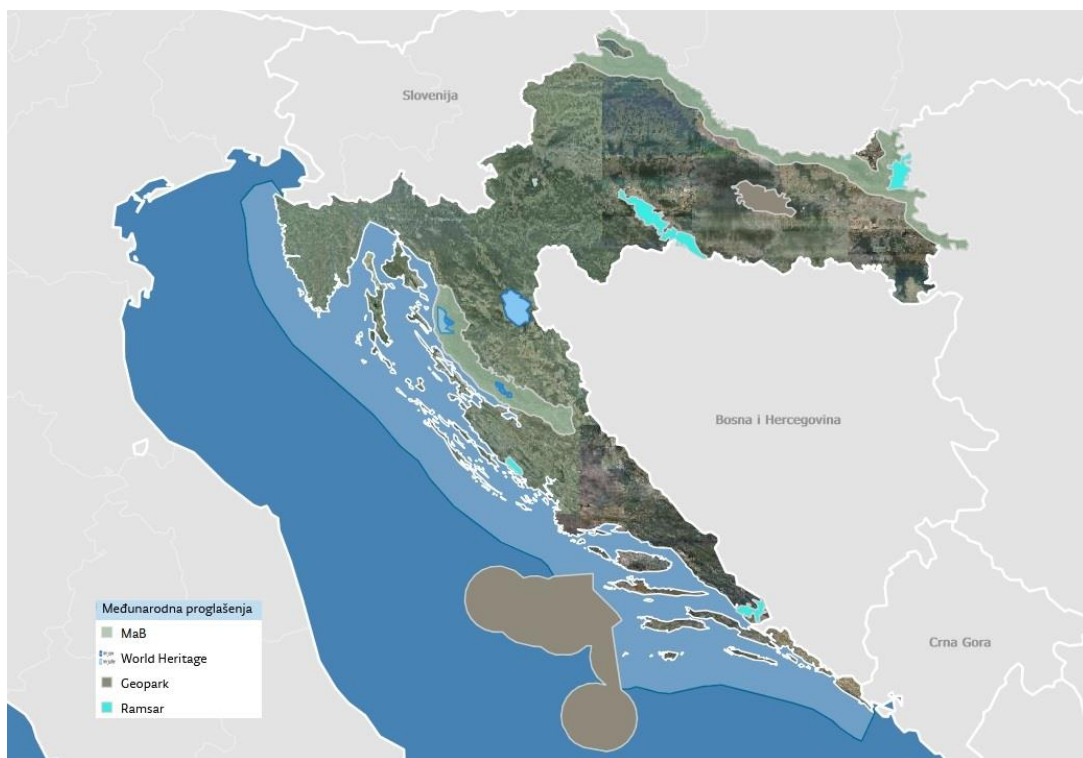 Slovenija
Bosna i Hercegovina
Crna Gora
Međunarodna proglašenja
MaB
World Heritage
Geopark
Ramsar